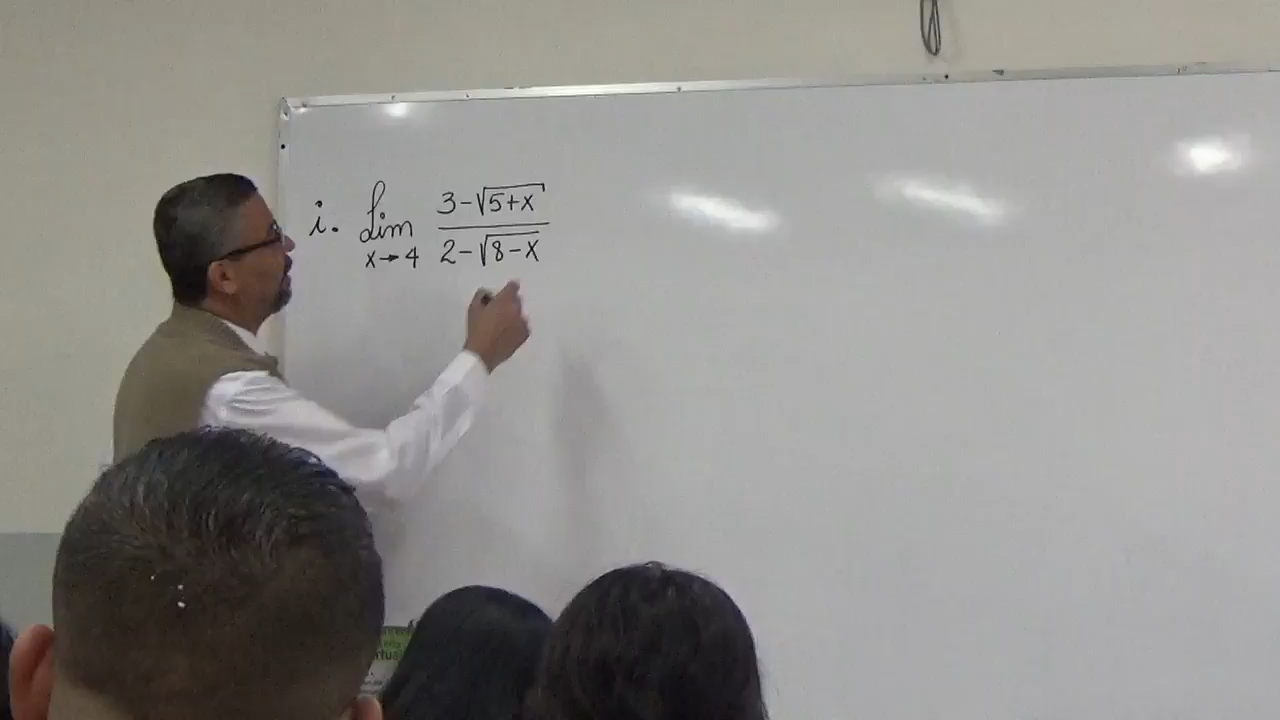 i. Lim x→4 (3-√(5+x))/(2-√(8-x))